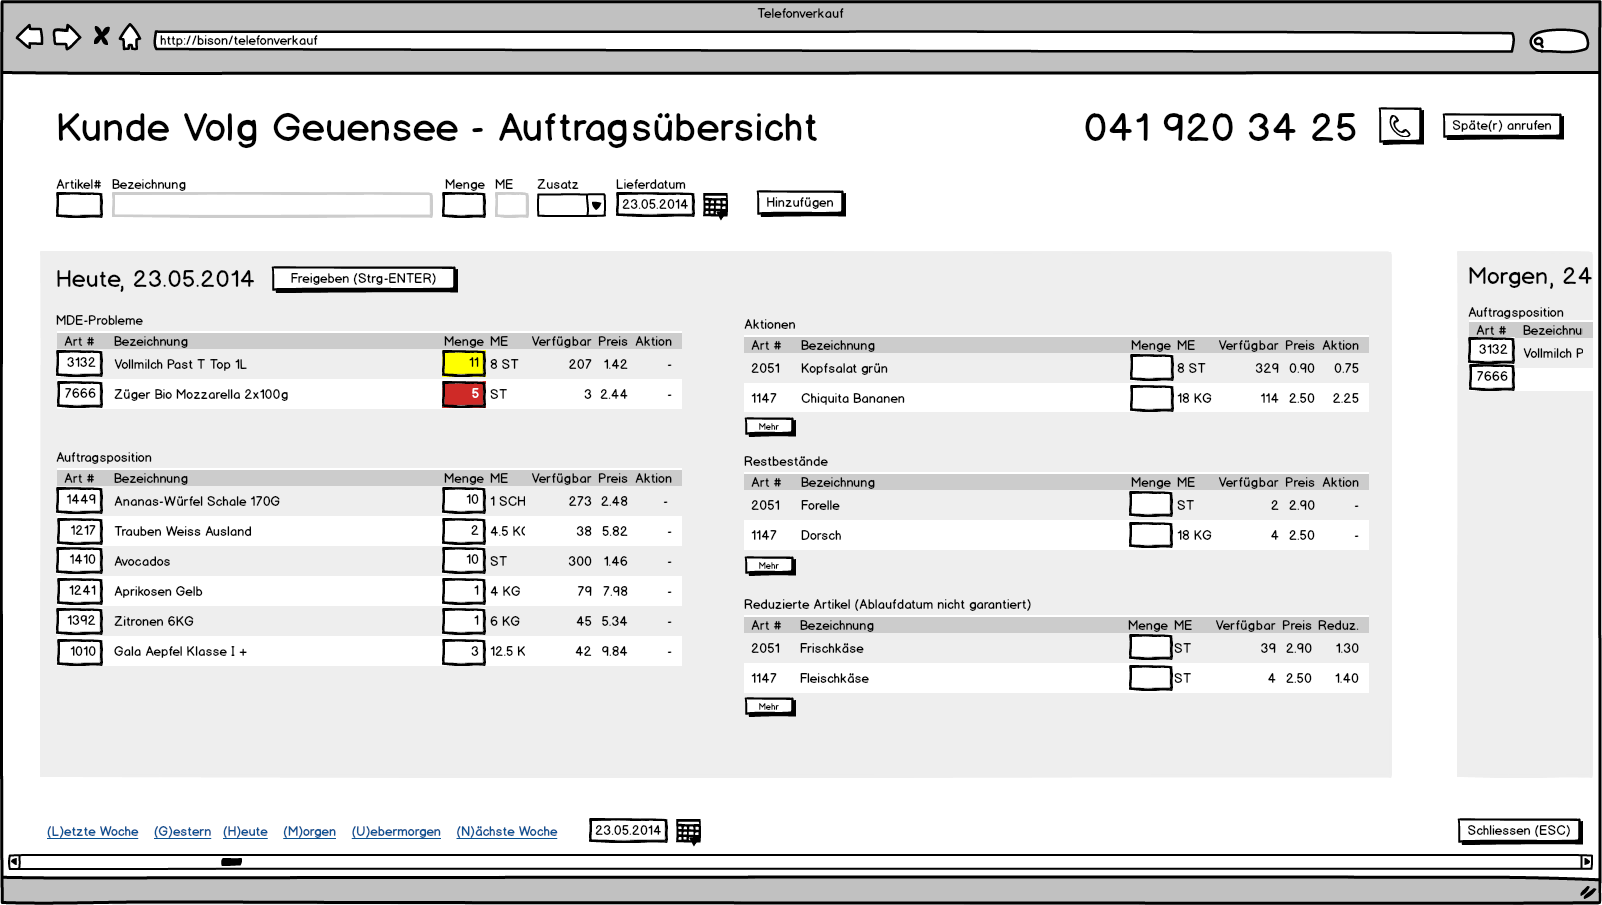 Telefonverkauf
http://bison/telefonverkauf
Kunde Volg Geuensee - Auftragsübersicht
041 920 34 25
Späte(r) anrufen
Artikel# Bezeichnung Menge ME Zusatz Lieferdatum
23.05.2014
Hinzufügen
Heute, 23.05.2014
Freigeben (Strg-ENTER)
MDE-Probleme
Art # Bezeichnung Menge ME Verfügbar Preis Aktion
3132 Vollmilch Past T Top 1L 11 8 ST 207 1.42 -
7666 Züger Bio Mozzarella 2x100g 5 ST 3 2.44 -
Auftragsposition
Art # Bezeichnung Menge ME Verfügbar Preis Aktion
1449 Ananas-Würfel Schale 170G 10 1 SCH 273 2.48 -
1217 Trauben Weiss Ausland 2 4.5 K 38 5.82 -
1410 Avocados 10 ST 300 1.46 -
1241 Aprikosen Gelb 1 4 KG 79 7.98 -
1392 Zitronen 6KG 1 6 KG 45 5.34 -
1010 Gala Aepfel Klasse I + 3 12.5 K 42 9.84 -
Aktionen
Art # Bezeichnung Menge ME Verfügbar Preis Aktion
2051 Kopfsalat grün 8 ST 329 0.90 0.75
1147 Chiquita Bananen 18 KG 114 2.50 2.25
Mehr
Restbestände
Art # Bezeichnung Menge ME Verfügbar Preis Aktion
2051 Forelle ST 2 2.90 -
1147 Dorsch 18 KG 4 2.50 -
Mehr
Reduzierte Artikel (Ablaufdatum nicht garantiert)
Art # Bezeichnung Menge ME Verfügbar Preis Reduz.
2051 Frischkäse ST 39 2.90 1.30
1147 Fleischkäse ST 4 2.50 1.40
Mehr
Morgen, 24
Auftragsposition
Art # Bezeichnu
3132 Vollmilch P
7666
(L)etzte Woche (G)estern (H)eute (M)orgen (U)ebermorgen (N)ächste Woche
23.05.2014
Schliessen (ESC)